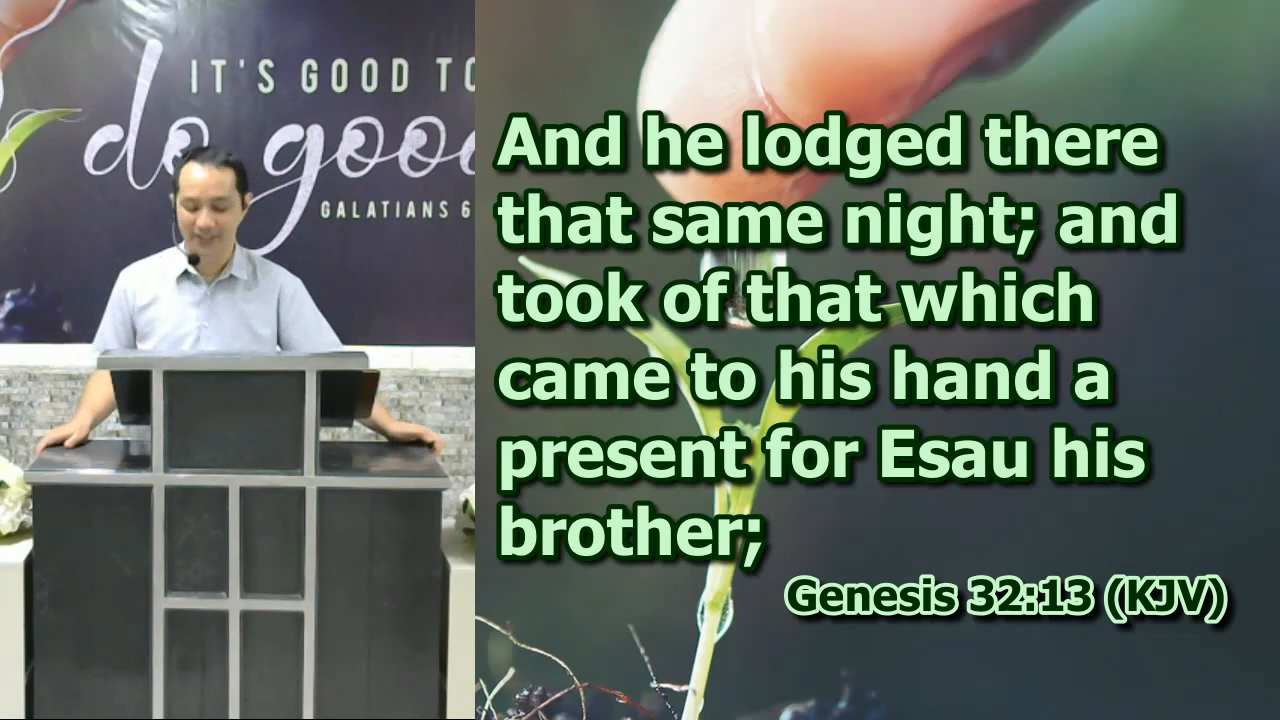 IT'S GOOD TO
do good
GALATIANS 6
And he lodged there
that same night; and
took of that which
came to his hand a
present for Esau his
brother;
Genesis 32:13 (KJV)